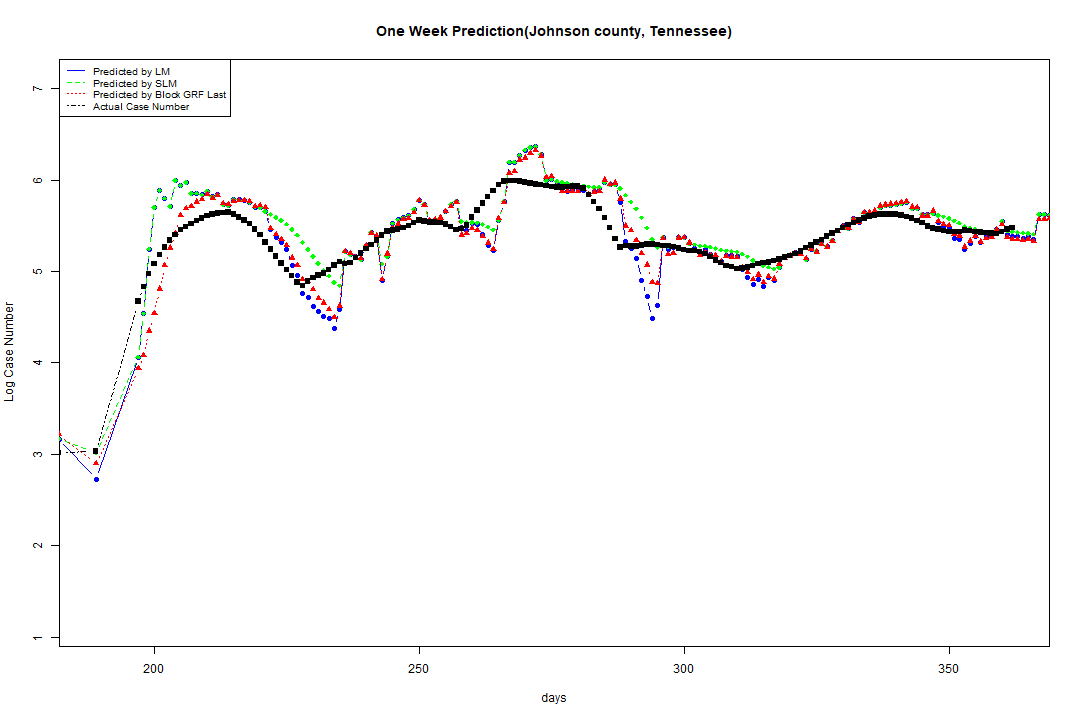 One Week Prediction(Johnson county, Tennessee)
Predicted by LM
Predicted by SLM
Predicted by Block GRF Last
Actual Case Number
7
6
5
4
3
2
1
Log Case Number
200 250 300 350
days